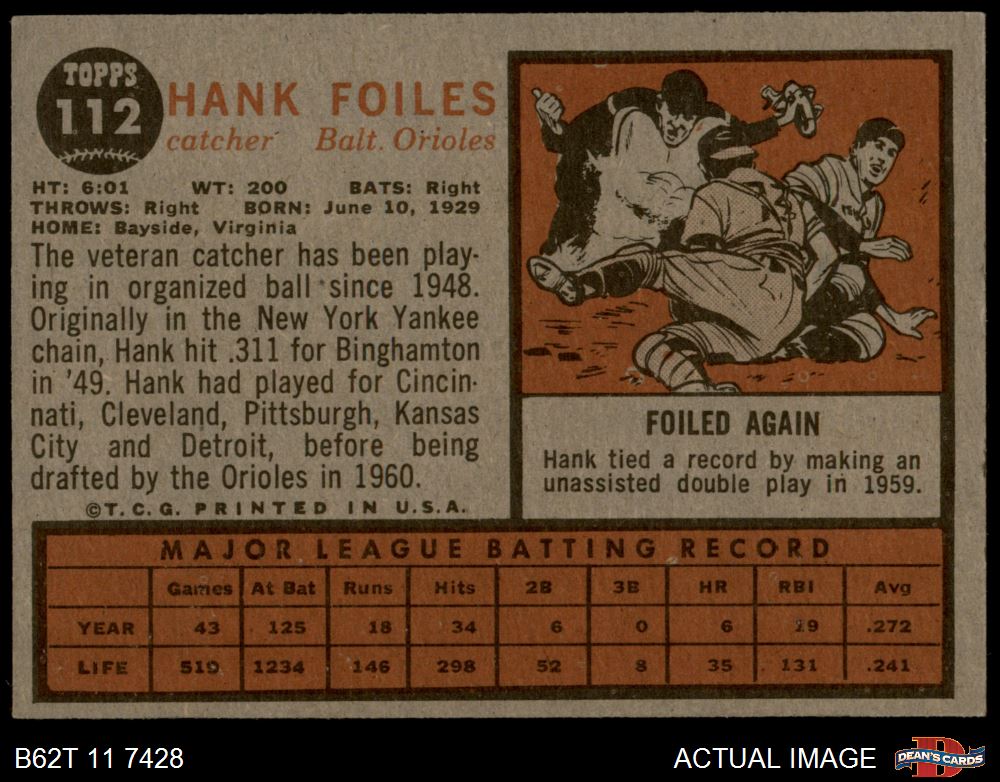 TOPPS
112
HANK FOILES
catcher Balt. Orioles
HT: 6:01 WT: 200 BATS: Right
THROWS: Right BORN: June 10, 1929
HOME: Bayside, Virginia
The veteran catcher has been play-
ing in organized ball since 1948.
Originally in the New York Yankee
chain, Hank hit .311 for Binghamton
in '49. Hank had played for Cincin-
nati, Cleveland, Pittsburgh, Kansas
City and Detroit, before being
drafted by the Orioles in 1960.
©T.C.G. PRINTED IN U.S.A.
FOILED AGAIN
Hank tied a record by making an
unassisted double play in 1959.
MAJOR LEAGUE BATTING RECORD
Games At Bat Runs Hits 2B 3B HR RBI Avg
YEAR 43 125 18 34 6 0 6 19 .272
LIFE 519 1234 146 298 52 8 35 131 .241
B62T 11 7428
ACTUAL IMAGE
DEAN'S CARDS